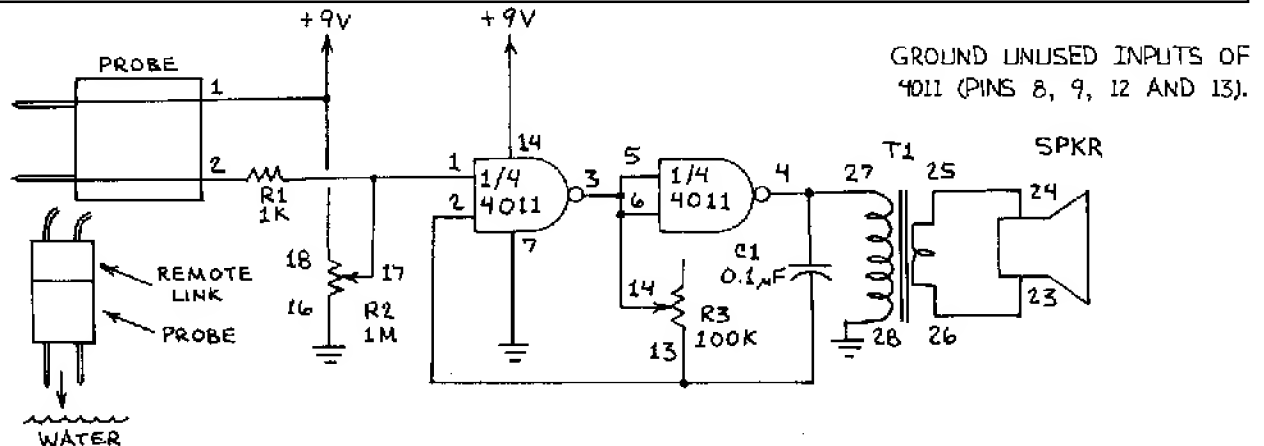 +9V
+9V
GROUND UNUSED INPUTS OF
4011 (PINS 8, 9, 12 AND 13).
PROBE
1
2
R1
1K
18
17
16
R2
1M
REMOTE
LINK
PROBE
WATER
14
1
2
1/4
4011
3
7
5
6
1/4
4011
4
14
R3
100K
13
C1
0.1µF
T1
27
25
28
26
SPKR
24
23